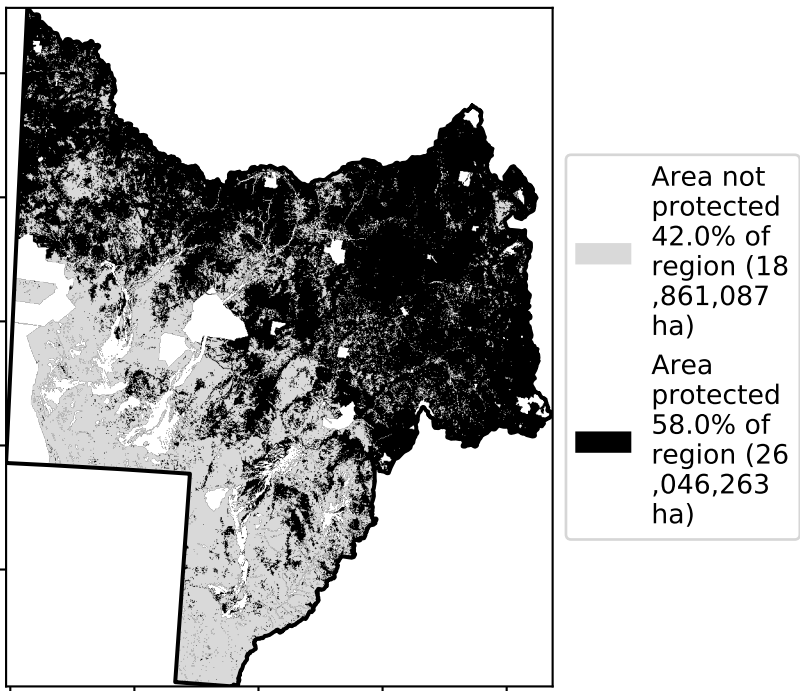 Area not
protected
42.0% of
region (18
,861,087
ha)
Area
protected
58.0% of
region (26
,046,263
ha)